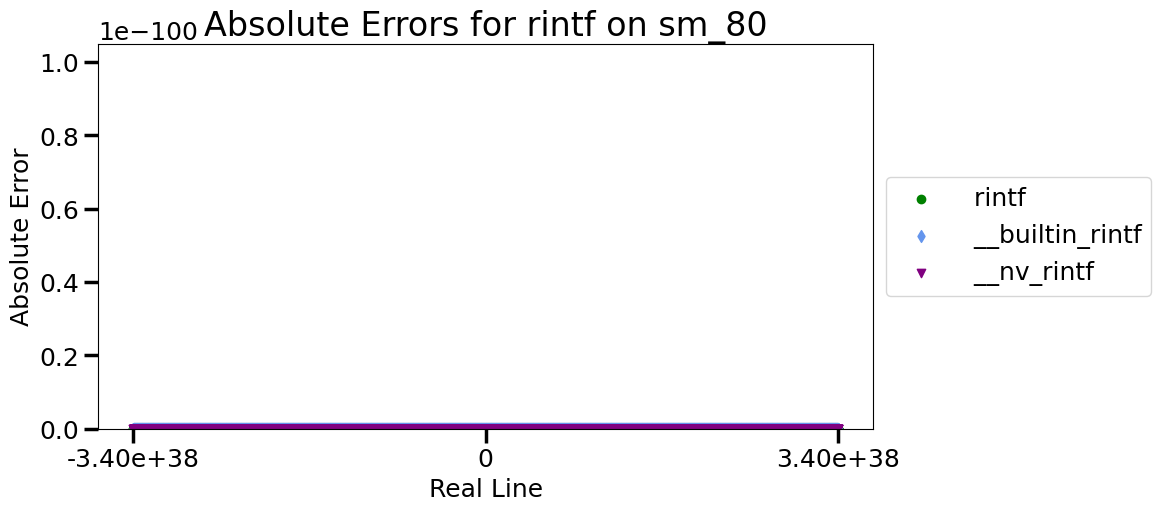 1e−100
Absolute Errors for rintf on sm_80
1.0
0.8
0.6
0.4
0.2
0.0
Absolute Error
-3.40e+38
0
3.40e+38
Real Line
rintf
__builtin_rintf
__nv_rintf